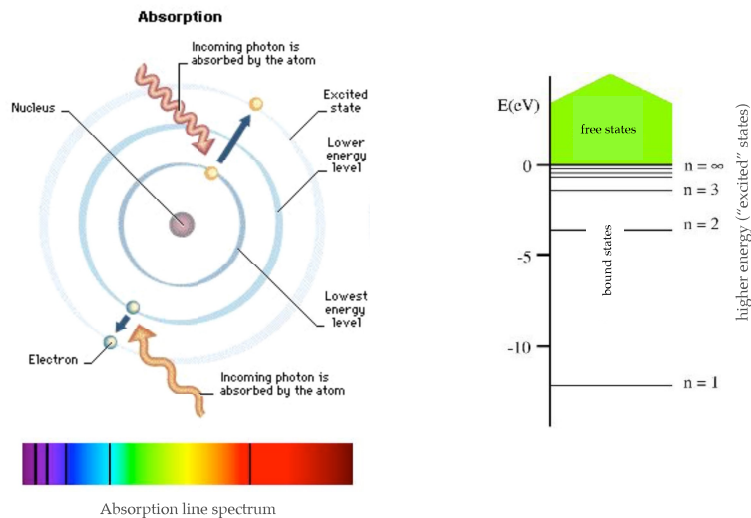 Absorption
Incoming photon is
absorbed by the atom
Nucleus
Excited
state
Lower
energy
level
Lowest
energy
level
Electron
Incoming photon is
absorbed by the atom
Absorption line spectrum
E(eV)
free states
0
n = ∞
n = 3
n = 2
-5
bound states
-10
n = 1
higher energy ("excited" states)